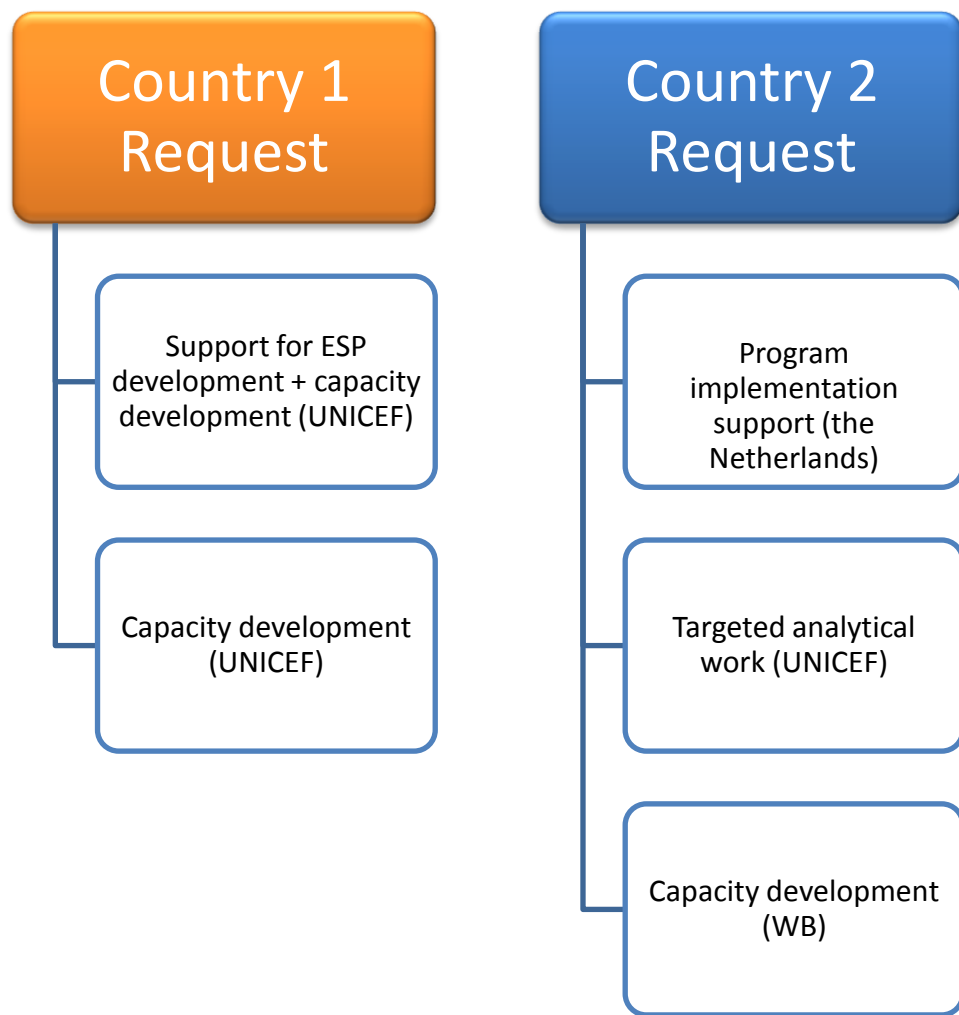 Country 1
Request
Support for ESP
development + capacity
development (UNICEF)
Capacity development
(UNICEF)
Country 2
Request
Program
implementation
support (the
Netherlands)
Targeted analytical
work (UNICEF)
Capacity development
(WB)